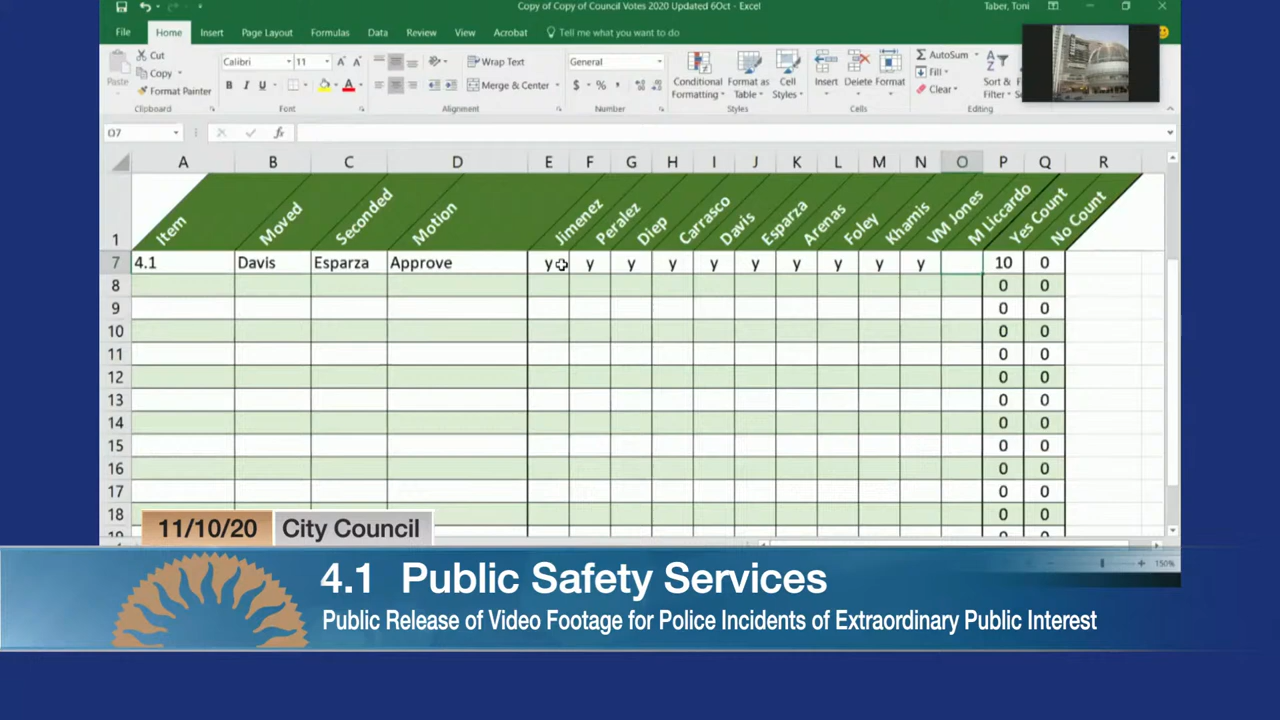 Copy of Copy of Council Votes 2020 Updated 6Oct - Excel
Taber, Toni
File Home Insert Page Layout Formulas Data Review View Acrobat Tell me what you want to do
Paste
Cut
Copy
Format Painter
Clipboard
Calibri 11 A A
B I U A
Font
Wrap Text
Merge & Center
Alignment
General
$ % ,
Number
Conditional Formatting
Format as Table
Cell Styles
Styles
Insert Delete Format
Cells
AutoSum
Fill
Clear
Sort & Filter
Editing
O7 fx
A B C D E F G H I J K L M N O P Q R
1 Item Moved Seconded Motion Jimenez Peralez Diep Carrasco Davis Esparza Arenas Foley Khamis VM Jones M Liccardo Yes Count No Count
7 4.1 Davis Esparza Approve y y y y y y y y y y 10 0
8 0 0
9 0 0
10 0 0
11 0 0
12 0 0
13 0 0
14 0 0
15 0 0
16 0 0
17 0 0
18 0 0
150%
11/10/20 City Council
4.1 Public Safety Services
Public Release of Video Footage for Police Incidents of Extraordinary Public Interest